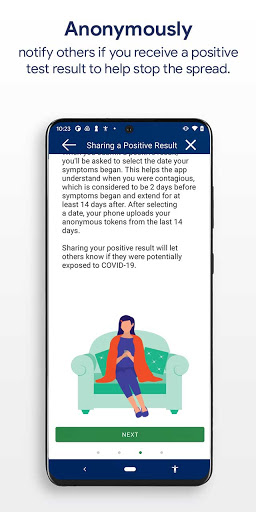 Anonymously
notify others if you receive a positive
test result to help stop the spread.
10:23
Sharing a Positive Result
you'll be asked to select the date your
symptoms began. This helps the app
understand when you were contagious,
which is considered to be 2 days before
symptoms began and extend for at
least 14 days after. After selecting
a date, your phone uploads your
anonymous tokens from the last 14
days.
Sharing your positive result will let
others know if they were potentially
exposed to COVID-19.
NEXT